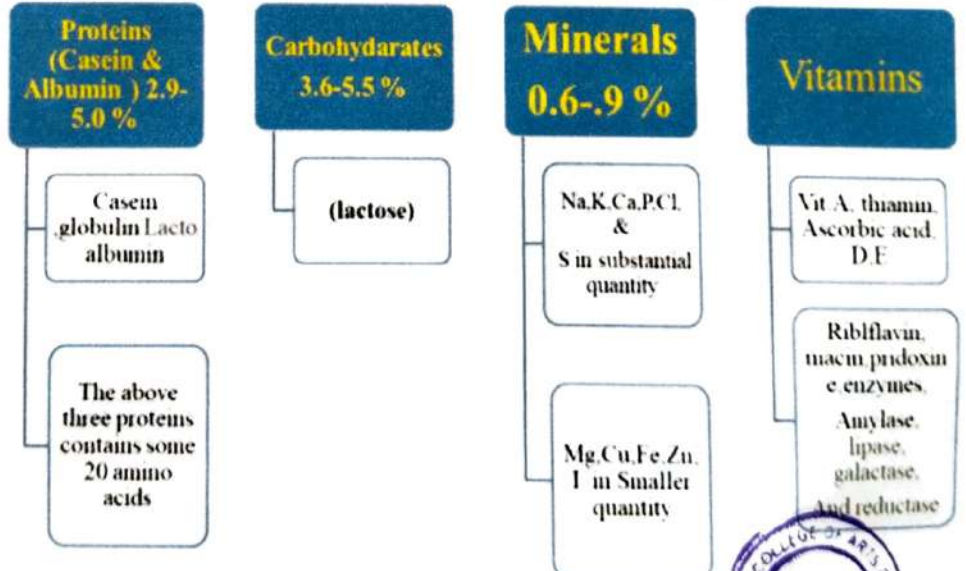 Proteins
(Casein &
Albumin ) 2.9-
5.0 %
Casein
,globulin Lacto
albumin
The above
three proteins
contains some
20 amino
acids
Carbohydarates
3.6-5.5 %
(lactose)
Minerals
0.6-.9 %
Na,K,Ca,P,Cl,
&
S in substantial
quantity
Mg,Cu,Fe,Zn,
I in Smaller
quantity
Vitamins
Vit A, thiamin,
Ascorbic acid,
D,E
Riblflavin,
niacin,pridoxin
e,enzymes,
Amylase,
lipase,
galactase,
And reductase
COLLEGE OF ARTS